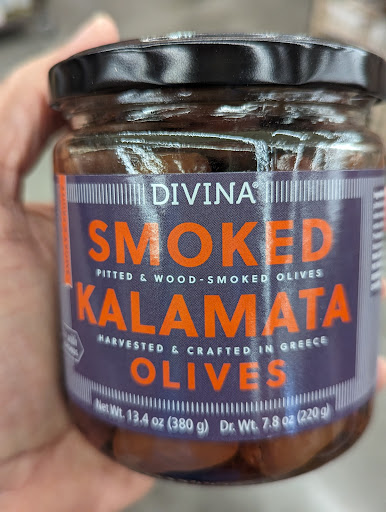 DIVINA®
SMOKED
PITTED & WOOD-SMOKED OLIVES
KALAMATA
HARVESTED & CRAFTED IN GREECE
OLIVES
Net Wt. 13.4 oz (380 g) Dr. Wt. 7.8 oz (220 g)